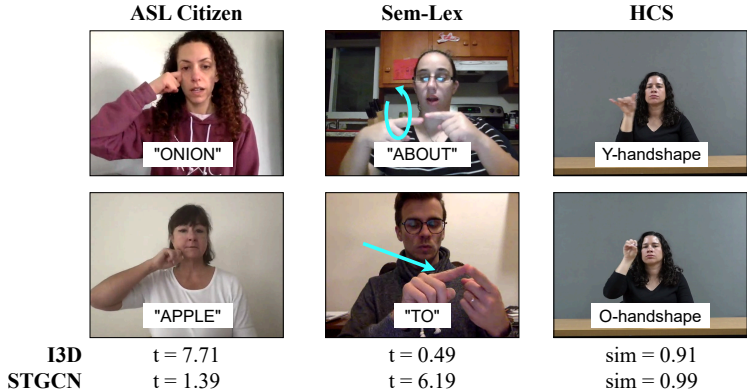 ASL Citizen Sem-Lex HCS
"ONION" "ABOUT" Y-handshape
"APPLE" "TO" O-handshape
I3D t = 7.71 t = 0.49 sim = 0.91
STGCN t = 1.39 t = 6.19 sim = 0.99